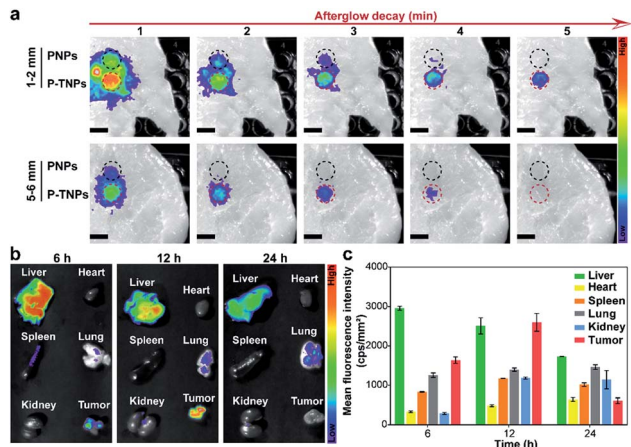 a
Afterglow decay (min)
1 2 3 4 5
1-2 mm
PNPs
P-TNPs
5-6 mm
PNPs
P-TNPs
High
Low
b
6 h 12 h 24 h
Liver Heart Liver Heart Liver Heart
Spleen Lung Spleen Lung Spleen Lung
Kidney Tumor Kidney Tumor Kidney Tumor
High
Low
c
Mean fluorescence intensity
(cps/mm²)
4000
3000
2000
1000
0
Liver
Heart
Spleen
Lung
Kidney
Tumor
6 12 24
Time (h)